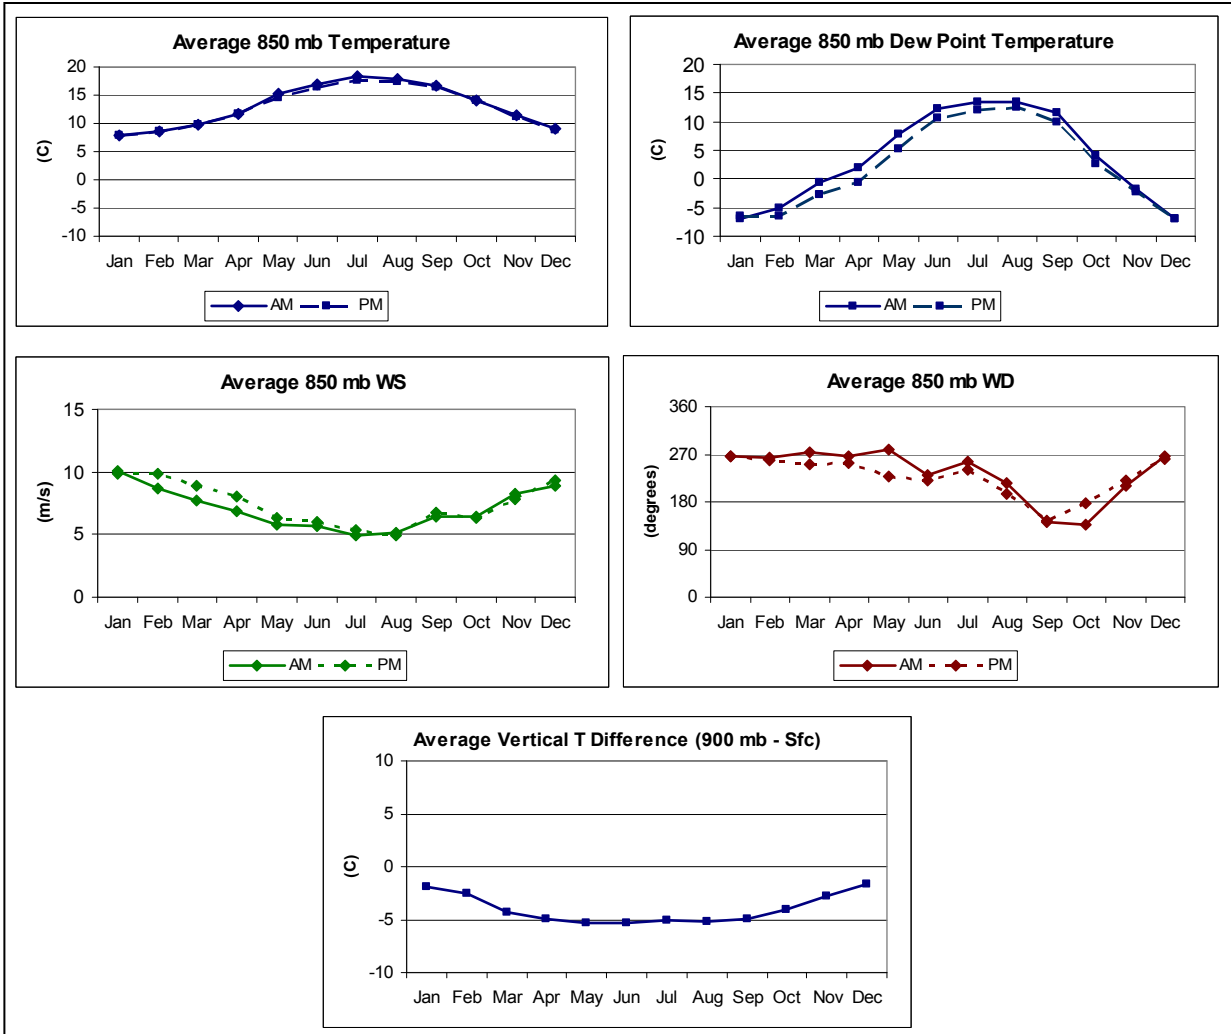 Average 850 mb Temperature
20
15
10
5
0
-5
-10
(C)
Jan Feb Mar Apr May Jun Jul Aug Sep Oct Nov Dec
AM PM
Average 850 mb Dew Point Temperature
20
15
10
5
0
-5
-10
(C)
Jan Feb Mar Apr May Jun Jul Aug Sep Oct Nov Dec
AM PM
Average 850 mb WS
15
10
5
0
(m/s)
Jan Feb Mar Apr May Jun Jul Aug Sep Oct Nov Dec
AM PM
Average 850 mb WD
360
270
180
90
0
(degrees)
Jan Feb Mar Apr May Jun Jul Aug Sep Oct Nov Dec
AM PM
Average Vertical T Difference (900 mb - Sfc)
10
5
0
-5
-10
(C)
Jan Feb Mar Apr May Jun Jul Aug Sep Oct Nov Dec